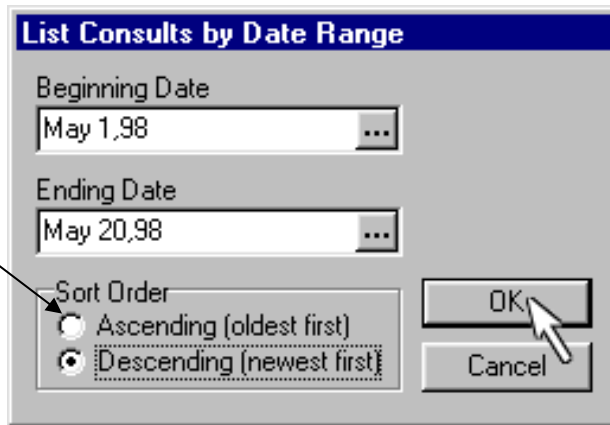 List Consults by Date Range
Beginning Date
May 1,98
...
Ending Date
May 20,98
...
Sort Order
Ascending (oldest first)
Descending (newest first)
OK
Cancel